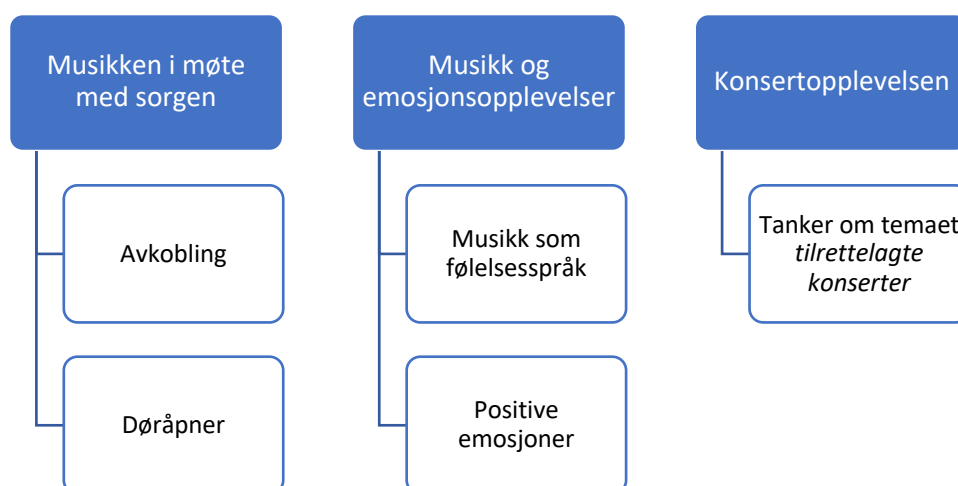 Musikken i møte
med sorgen
Avkobling
Døråpner
Musikk og
emosjonsopplevelser
Musikk som
følelsesspråk
Positive
emosjoner
Konsertopplevelsen
Tanker om temaet
tilrettelagte
konserter